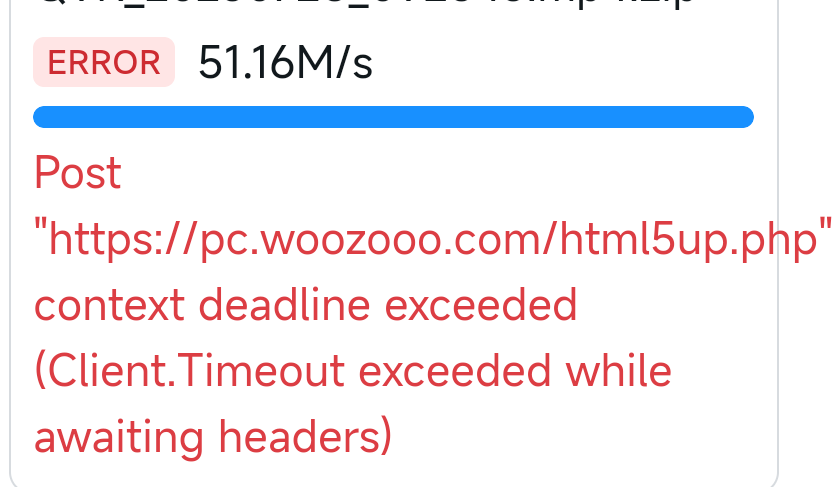 ERROR 51.16M/s
Post
"https://pc.woozooo.com/html5up.php"
context deadline exceeded
(Client.Timeout exceeded while
awaiting headers)